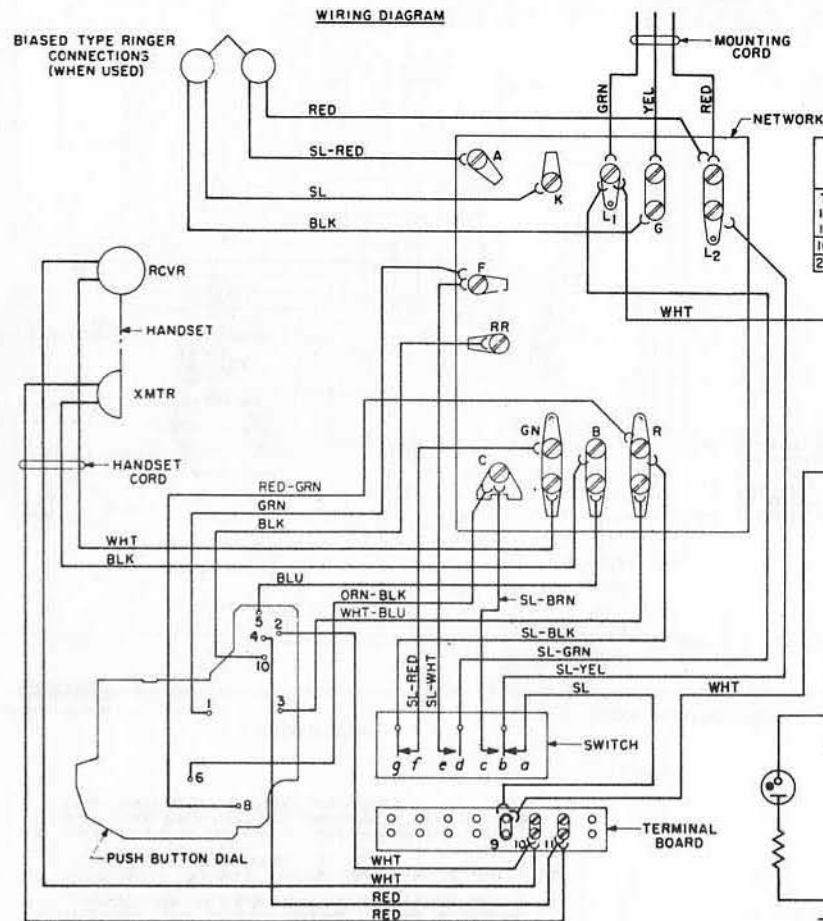 WIRING DIAGRAM
BIASED TYPE RINGER
CONNECTIONS
(WHEN USED)
MOUNTING
CORD
GRN
YEL
RED
RED
NETWORK
SL-RED
A
SL
K
L1
G
L2
BLK
RCVR
F
WHT
HANDSET
RR
XMTR
GN
B
R
HANDSET
CORD
C
RED-GRN
GRN
BLK
WHT
BLK
BLU
ORN-BLK
SL-BRN
WHT-BLU
5
2
4
10
SL-BLK
SL-GRN
SL-YEL
SL-RED
SL-WHT
SL
WHT
1
3
SWITCH
g f e d c b a
6
8
9 10 11
TERMINAL
BOARD
PUSH BUTTON DIAL
WHT
WHT
RED
RED